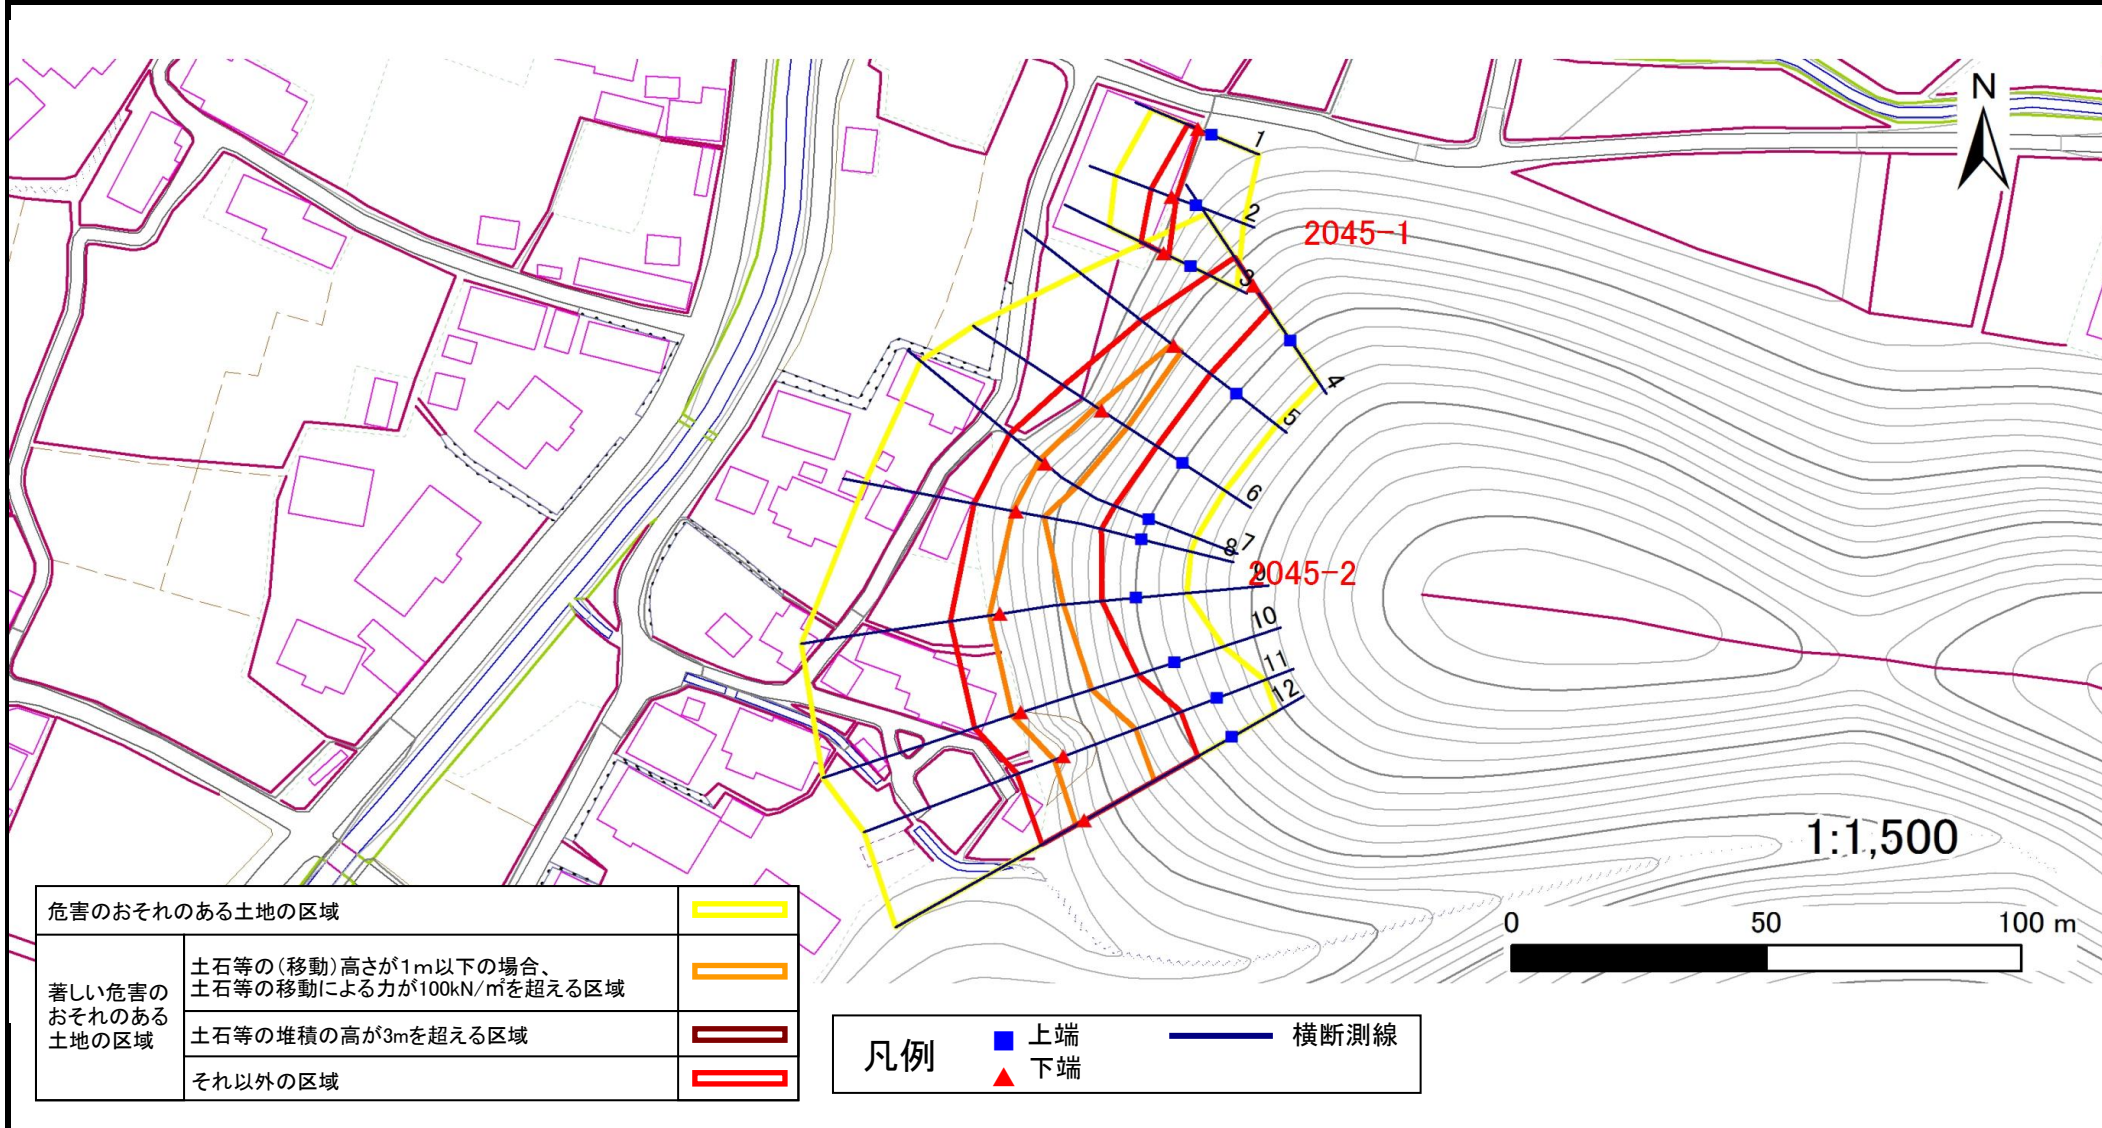 N
1
2
2045-1
3
4
5
6
7
8
9
2045-2
10
11
12
1:1,500
0 50 100 m
危害のおそれのある土地の区域
著しい危害の
おそれのある
土地の区域
土石等の(移動)高さが1m以下の場合、
土石等の移動による力が100kN/㎡を超える区域
土石等の堆積の高が3mを超える区域
それ以外の区域
凡例
上端
横断測線
下端